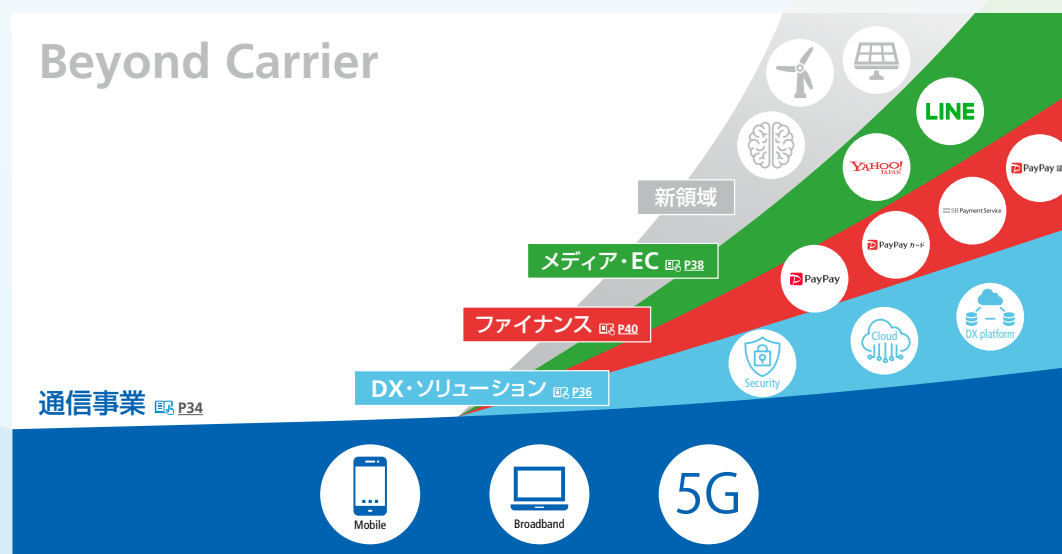 Beyond Carrier
LINE
YAHOO!
JAPAN
PayPay
新領域
SB Payment Service
PayPay カード
メディア・EC P38
PayPay
ファイナンス P40
DX platform
Cloud
Security
DX・ソリューション P36
通信事業 P34
5G
Mobile
Broadband